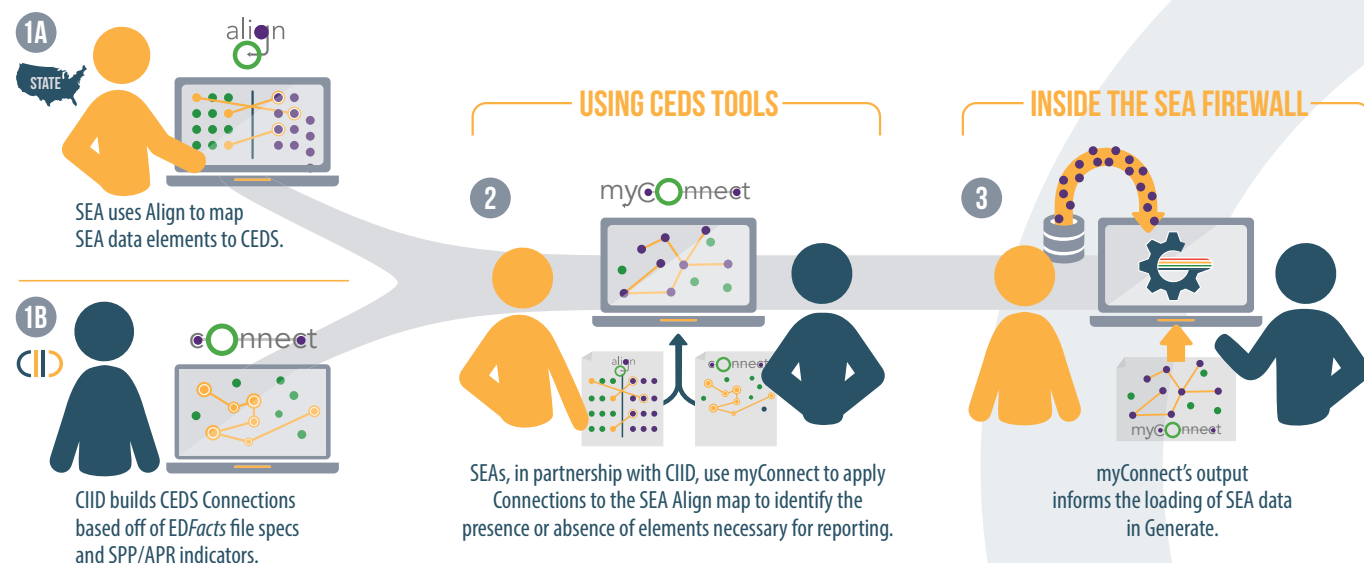 1A
align
STATE
SEA uses Align to map
SEA data elements to CEDS.
1B
CIID
cOnnect
CIID builds CEDS Connections
based off of EDFacts file specs
and SPP/APR indicators.
USING CEDS TOOLS
2
mycOnnect
align
cOnnect
SEAs, in partnership with CIID, use myConnect to apply
Connections to the SEA Align map to identify the
presence or absence of elements necessary for reporting.
INSIDE THE SEA FIREWALL
3
mycOnnect
myConnect’s output
informs the loading of SEA data
in Generate.